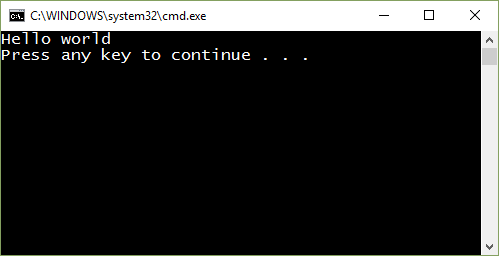 C:\WINDOWS\system32\cmd.exe
Hello world
Press any key to continue . . .